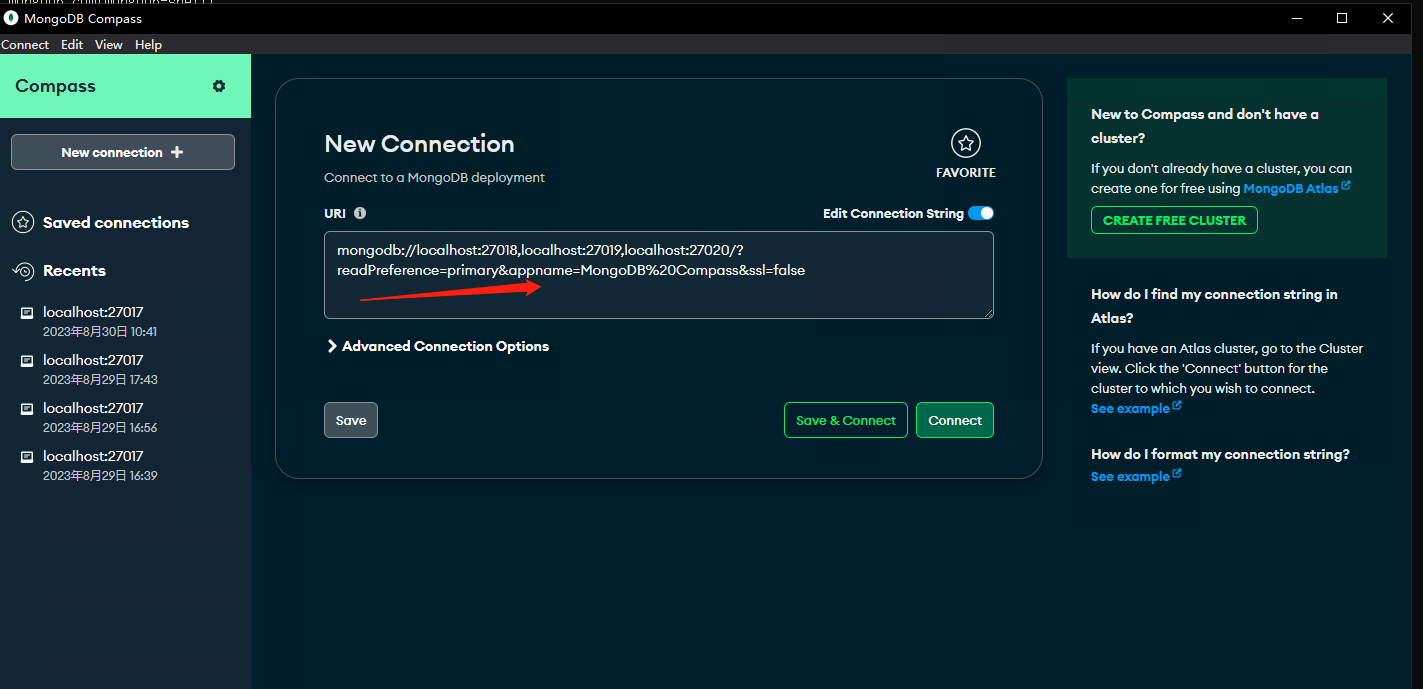 MongoDB Compass
Connect Edit View Help
Compass
New connection +
Saved connections
Recents
localhost:27017
2023年8月30日 10:41
localhost:27017
2023年8月29日 17:43
localhost:27017
2023年8月29日 16:56
localhost:27017
2023年8月29日 16:39
New Connection
Connect to a MongoDB deployment
FAVORITE
URI
Edit Connection String
mongodb://localhost:27018,localhost:27019,localhost:27020/?
readPreference=primary&appname=MongoDB%20Compass&ssl=false
Advanced Connection Options
Save
Save & Connect
Connect
New to Compass and don't have a
cluster?
If you don't already have a cluster, you can
create one for free using MongoDB Atlas
CREATE FREE CLUSTER
How do I find my connection string in
Atlas?
If you have an Atlas cluster, go to the Cluster
view. Click the 'Connect' button for the
cluster to which you wish to connect.
See example
How do I format my connection string?
See example